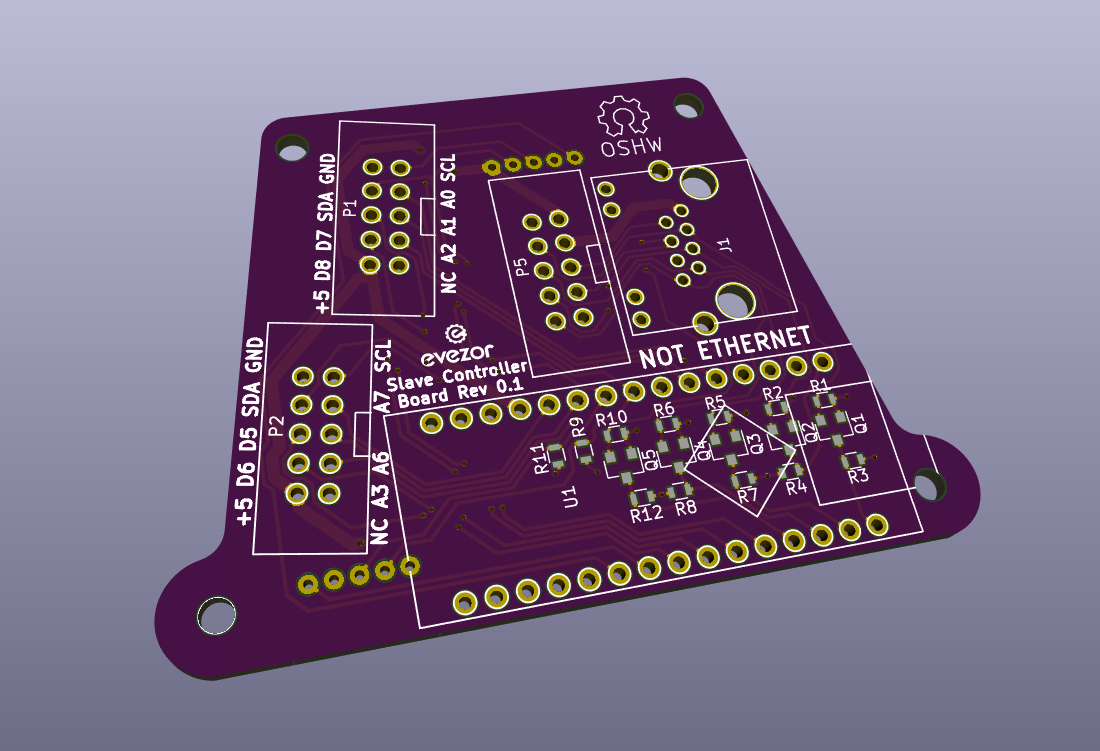 OSHW
+5 D8 D7 SDA GND
P1
NC A2 A1 A0 SCL
P5
J1
NOT ETHERNET
evezor
Slave Controller
Board Rev 0.1
+5 D6 D5 SDA GND
P2
NC A3 A6 A7 SCL
R11
R9
R10
R6
R5
R2
R1
Q5
Q4
Q3
Q2
Q1
U1
R12
R8
R7
R4
R3